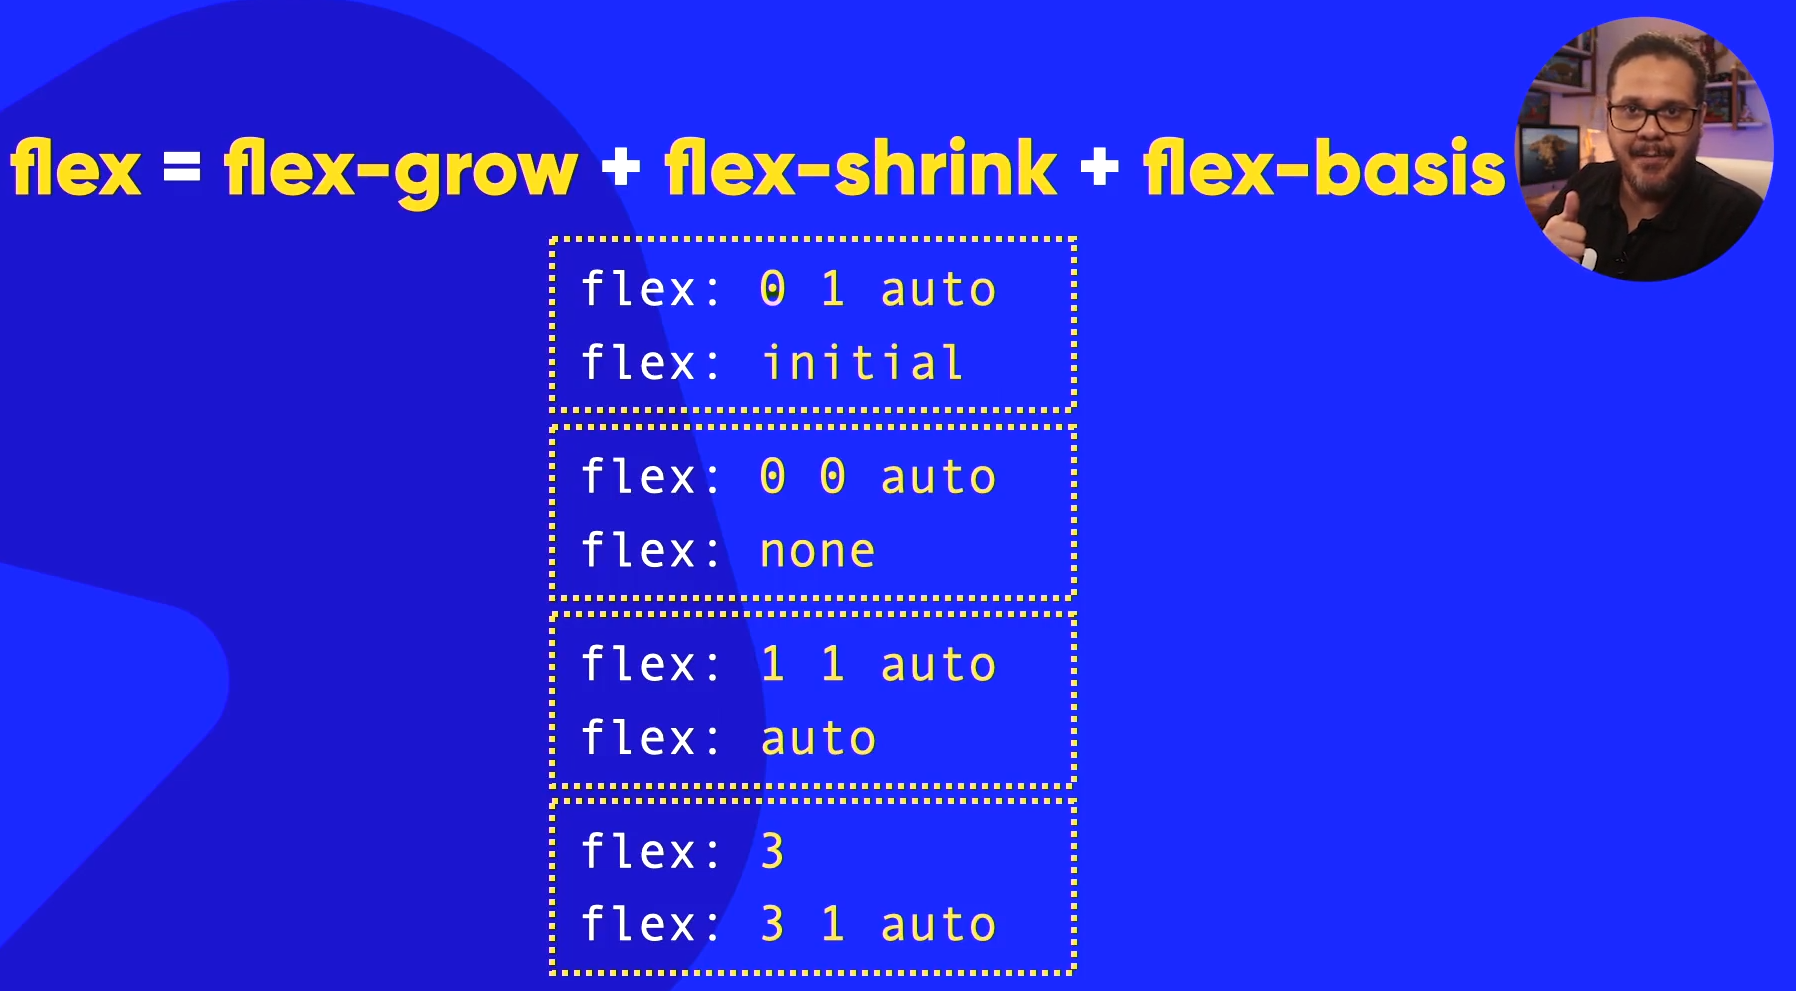 flex = flex-grow + flex-shrink + flex-basis
flex: 0 1 auto
flex: initial
flex: 0 0 auto
flex: none
flex: 1 1 auto
flex: auto
flex: 3
flex: 3 1 auto